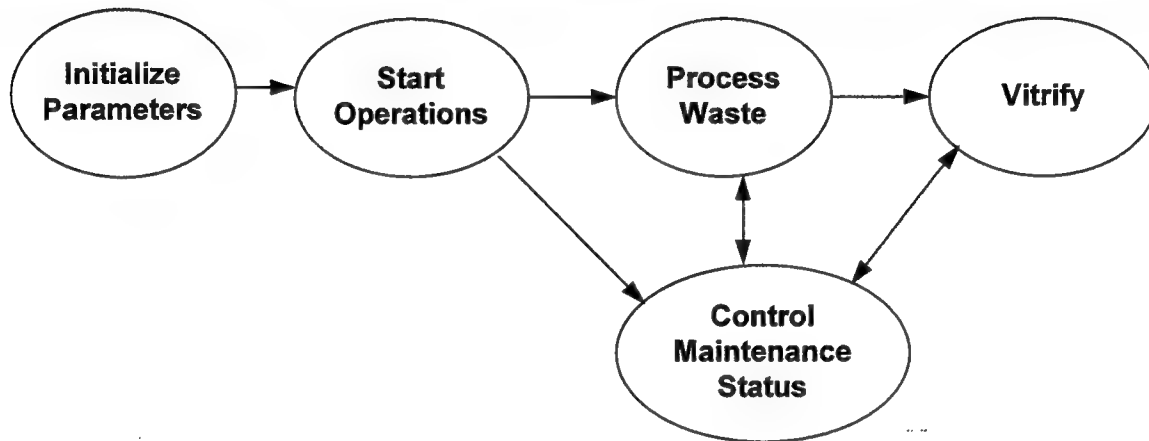 Initialize
Parameters
Start
Operations
Process
Waste
Vitrify
Control
Maintenance
Status